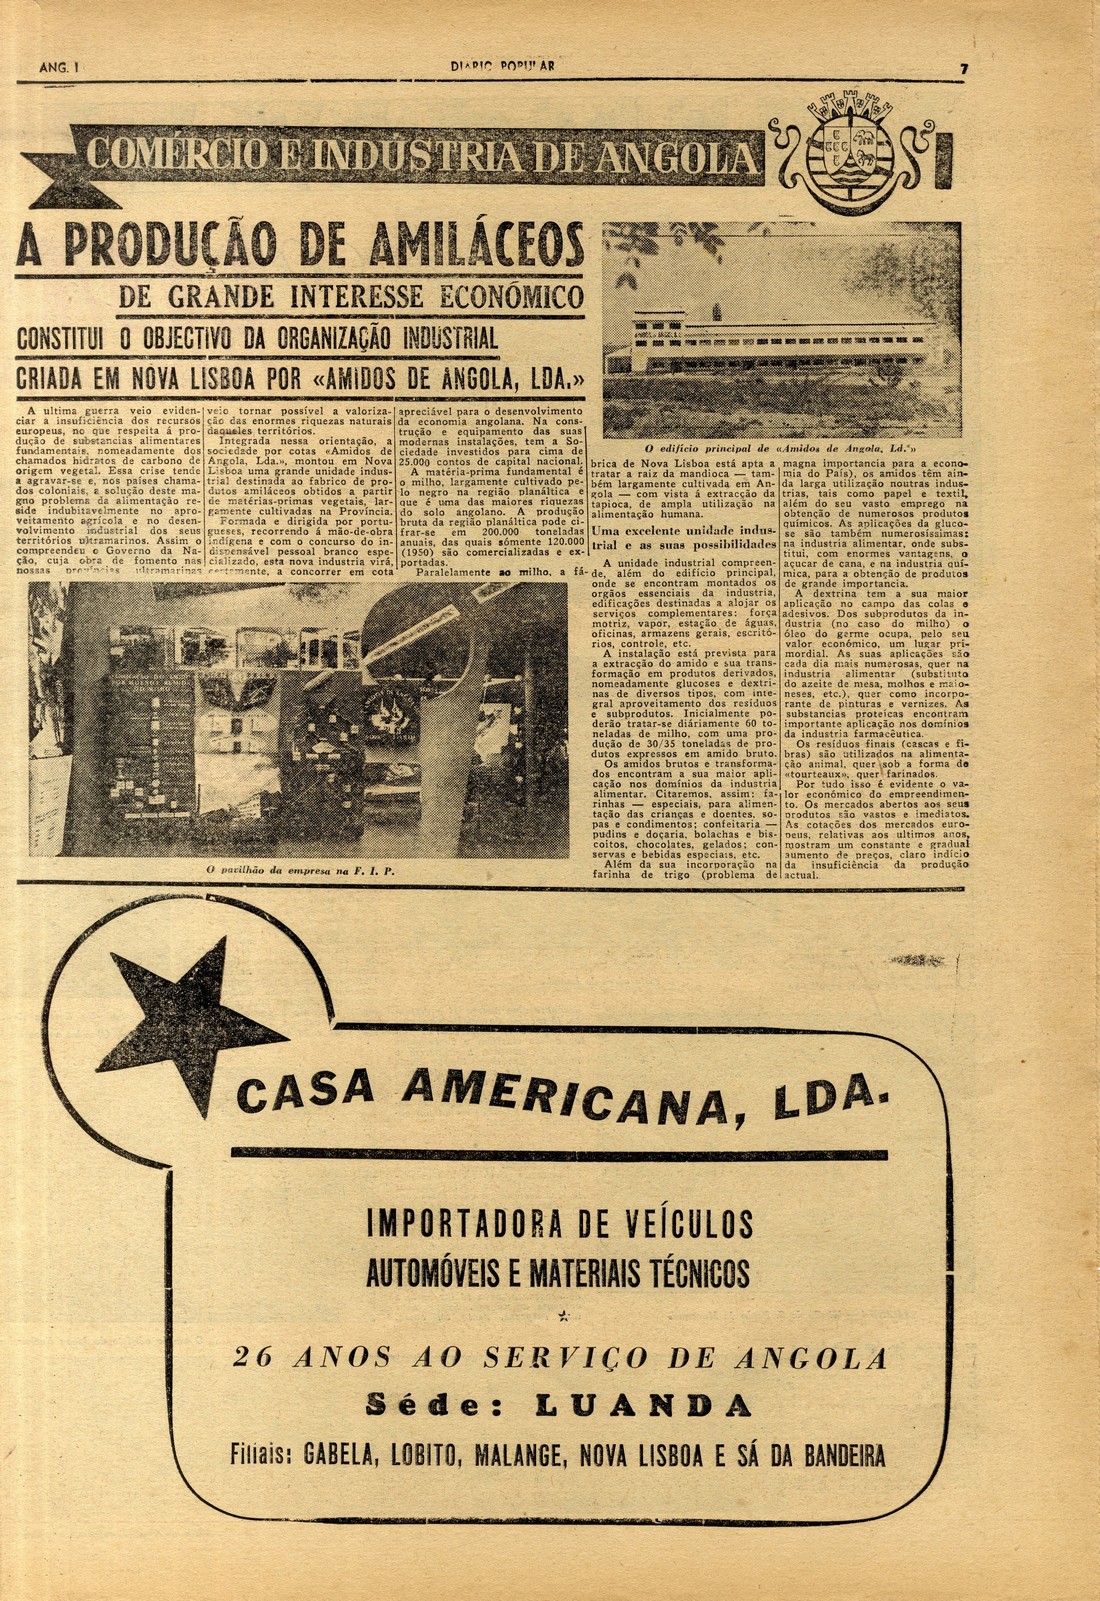 ANG. I
DIARIO POPULAR
7
COMÉRCIO E INDÚSTRIA DE ANGOLA
A PRODUÇÃO DE AMILÁCEOS
DE GRANDE INTERESSE ECONÓMICO
CONSTITUI O OBJECTIVO DA ORGANIZAÇÃO INDUSTRIAL
CRIADA EM NOVA LISBOA POR «AMIDOS DE ANGOLA, LDA.»
O edifício principal de «Amidos de Angola, Ld.ª»
A ultima guerra veio eviden-
ciar a insuficiência dos recursos
europeus, no que respeita á pro-
dução de substancias alimentares
fundamentais, nomeadamente dos
chamados hidratos de carbono de
origem vegetal. Essa crise tende
a agravar-se e, nos países chama-
dos coloniais, a solução deste ma-
gno problema da alimentação re-
side indubitavelmente no apro-
veitamento agrícola e no desen-
volvimento industrial dos seus
territórios ultramarinos. Assim o
compreendeu o Governo da Na-
ção, cuja obra de fomento nas
nossas províncias ultramarinas
veio tornar possível a valoriza-
ção das enormes riquezas naturais
daqueles territórios.
Integrada nessa orientação, a
sociedade por cotas «Amidos de
Angola, Lda.», montou em Nova
Lisboa uma grande unidade indus-
trial destinada ao fabrico de pro-
dutos amiláceos obtidos a partir
de matérias-primas vegetais, lar-
gamente cultivadas na Província.
Formada e dirigida por portu-
gueses, recorrendo á mão-de-obra
indígena e com o concurso do in-
dispensável pessoal branco espe-
cializado, esta nova industria virá,
certamente, a concorrer em cota
apreciável para o desenvolvimento
da economia angolana. Na cons-
trução e equipamento das suas
modernas instalações, tem a So-
ciedade investidos para cima de
25.000 contos de capital nacional.
A matéria-prima fundamental é
o milho, largamente cultivado pe-
lo negro na região planáltica e
que é uma das maiores riquezas
do solo angolano. A produção
bruta da região planáltica pode ci-
frar-se em 200.000 toneladas
anuais, das quais sómente 120.000
(1950) são comercializadas e ex-
portadas.
Paralelamente ao milho, a fá-
brica de Nova Lisboa está apta a
tratar a raiz da mandioca — tam-
bém largamente cultivada em An-
gola — com vista á extracção da
tapioca, de ampla utilização na
alimentação humana.
Uma excelente unidade indus-
trial e as suas possibilidades
A unidade industrial compreen-
de, além do edifício principal,
onde se encontram montados os
orgãos essenciais da industria,
edificações destinadas a alojar os
serviços complementares: força
motriz, vapor, estação de águas,
oficinas, armazens gerais, escritó-
rios, controle, etc.
A instalação está prevista para
a extracção do amido e sua trans-
formação em produtos derivados,
nomeadamente glucoses e dextri-
nas de diversos tipos, com inte-
gral aproveitamento dos resíduos
e subprodutos. Inicialmente po-
derão tratar-se diáriamente 60 to-
neladas de milho, com uma pro-
dução de 30/35 toneladas de pro-
dutos expressos em amido bruto.
Os amidos brutos e transforma-
dos encontram a sua maior apli-
cação nos domínios da industria
alimentar. Citaremos, assim: fa-
rinhas — especiais, para alimen-
tação das crianças e doentes, so-
pas e condimentos; confeitaria —
pudins e doçaria, bolachas e bis-
coitos, chocolates, gelados; con-
servas e bebidas especiais, etc.
Além da sua incorporação na
farinha de trigo (problema de
magna importancia para a econo-
mia do País), os amidos têm ain-
da larga utilização noutras indus-
trias, tais como papel e textil,
além do seu vasto emprego na
obtenção de numerosos produtos
químicos. As aplicações da gluco-
se são também numerosíssimas:
na industria alimentar, onde subs-
titui, com enormes vantagens, o
açucar de cana, e na industria quí-
mica, para a obtenção de produtos
de grande importancia.
A dextrina tem a sua maior
aplicação no campo das colas e
adesivos. Dos subprodutos da in-
dustria (no caso do milho) o
óleo do germe ocupa, pelo seu
valor económico, um lugar pri-
mordial. As suas aplicações são
cada dia mais numerosas, quer na
industria alimentar (substituto
do azeite de mesa, molhos e maio-
neses, etc.), quer como incorpo-
rante de pinturas e vernizes. As
substancias proteicas encontram
importante aplicação nos domínios
da industria farmacêutica.
Os resíduos finais (cascas e fi-
bras) são utilizados na alimenta-
ção animal, quer sob a forma de
«tourteaux», quer farinados.
Por tudo isso é evidente o va-
lor económico do empreendimen-
to. Os mercados abertos aos seus
produtos são vastos e imediatos.
As cotações dos mercados euro-
peus, relativas aos ultimos anos,
mostram um constante e gradual
aumento de preços, claro indício
da insuficiência da produção
actual.
O pavilhão da empresa na F. I. P.
CASA AMERICANA, LDA.
IMPORTADORA DE VEÍCULOS
AUTOMÓVEIS E MATERIAIS TÉCNICOS
26 ANOS AO SERVIÇO DE ANGOLA
Séde: LUANDA
Filiais: GABELA, LOBITO, MALANGE, NOVA LISBOA E SÁ DA BANDEIRA